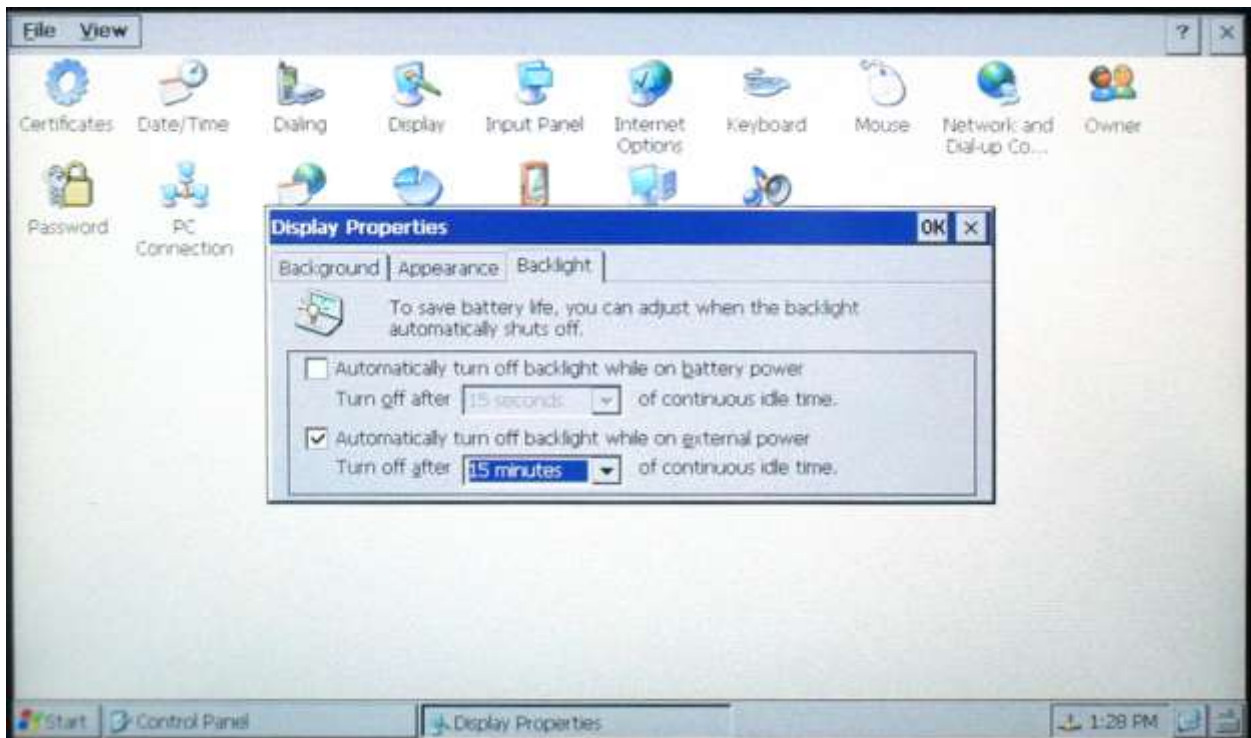 File View
? ×
Certificates Date/Time Dialing Display Input Panel Internet Options Keyboard Mouse Network and Dial-up Co... Owner
Password PC Connection
Display Properties OK ×
Background Appearance Backlight
To save battery life, you can adjust when the backlight
automatically shuts off.
Automatically turn off backlight while on battery power
Turn off after 15 seconds of continuous idle time.
Automatically turn off backlight while on external power
Turn off after 15 minutes of continuous idle time.
Start Control Panel Display Properties 1:28 PM